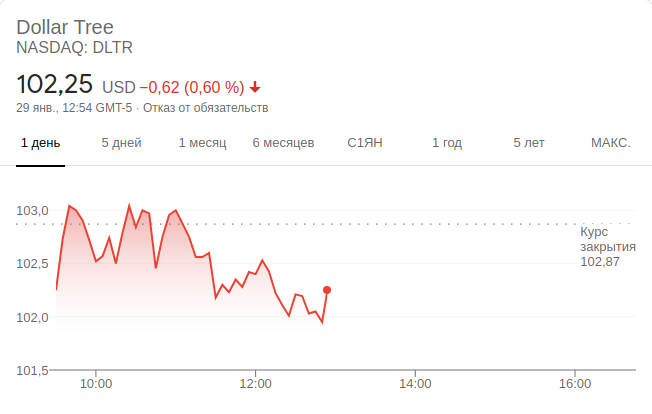 Dollar Tree
NASDAQ: DLTR
102,25 USD −0,62 (0,60 %)
29 янв., 12:54 GMT-5 · Отказ от обязательств
1 день 5 дней 1 месяц 6 месяцев С1ЯН 1 год 5 лет МАКС.
103,0
Курс
закрытия
102,87
102,5
102,0
101,5
10:00 12:00 14:00 16:00